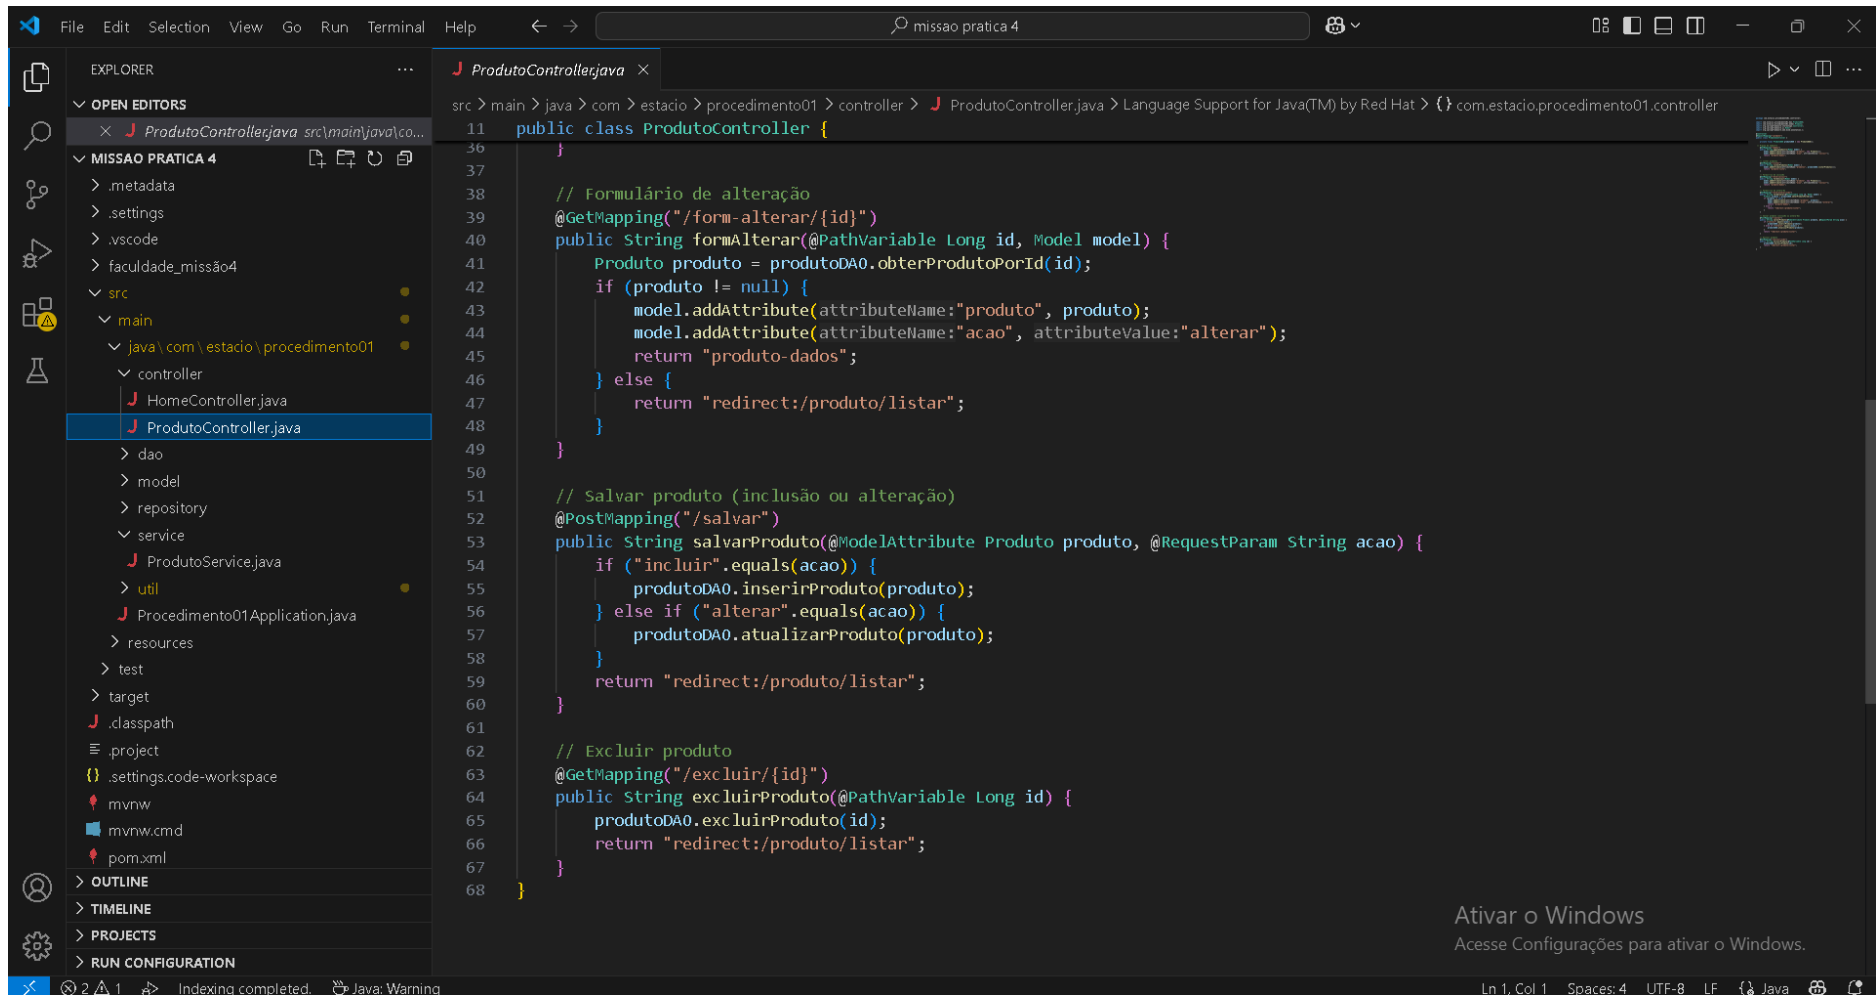 File Edit Selection View Go Run Terminal Help missao pratica 4
EXPLORER
OPEN EDITORS
ProdutoController.java src\main\java\co...
MISSAO PRATICA 4
.metadata
.settings
.vscode
faculdade_missão4
src
main
java\com\estacio\procedimento01
controller
HomeController.java
ProdutoController.java
dao
model
repository
service
ProdutoService.java
util
Procedimento01Application.java
resources
test
target
.classpath
.project
.settings.code-workspace
mvnw
mvnw.cmd
pom.xml
OUTLINE
TIMELINE
PROJECTS
RUN CONFIGURATION
ProdutoController.java
src > main > java > com > estacio > procedimento01 > controller > ProdutoController.java > Language Support for Java(TM) by Red Hat > {} com.estacio.procedimento01.controller
11 public class ProdutoController {
36 }
37
38 // Formulário de alteração
39 @GetMapping("/form-alterar/{id}")
40 public String formAlterar(@PathVariable Long id, Model model) {
41 Produto produto = produtoDAO.obterProdutoPorId(id);
42 if (produto != null) {
43 model.addAttribute(attributeName:"produto", produto);
44 model.addAttribute(attributeName:"acao", attributeValue:"alterar");
45 return "produto-dados";
46 } else {
47 return "redirect:/produto/listar";
48 }
49 }
50
51 // Salvar produto (inclusão ou alteração)
52 @PostMapping("/salvar")
53 public String salvarProduto(@ModelAttribute Produto produto, @RequestParam String acao) {
54 if ("incluir".equals(acao)) {
55 produtoDAO.inserirProduto(produto);
56 } else if ("alterar".equals(acao)) {
57 produtoDAO.atualizarProduto(produto);
58 }
59 return "redirect:/produto/listar";
60 }
61
62 // Excluir produto
63 @GetMapping("/excluir/{id}")
64 public String excluirProduto(@PathVariable Long id) {
65 produtoDAO.excluirProduto(id);
66 return "redirect:/produto/listar";
67 }
68 }
Ativar o Windows
Acesse Configurações para ativar o Windows.
2 1 Indexing completed. Java: Warning Ln 1, Col 1 Spaces: 4 UTF-8 LF Java